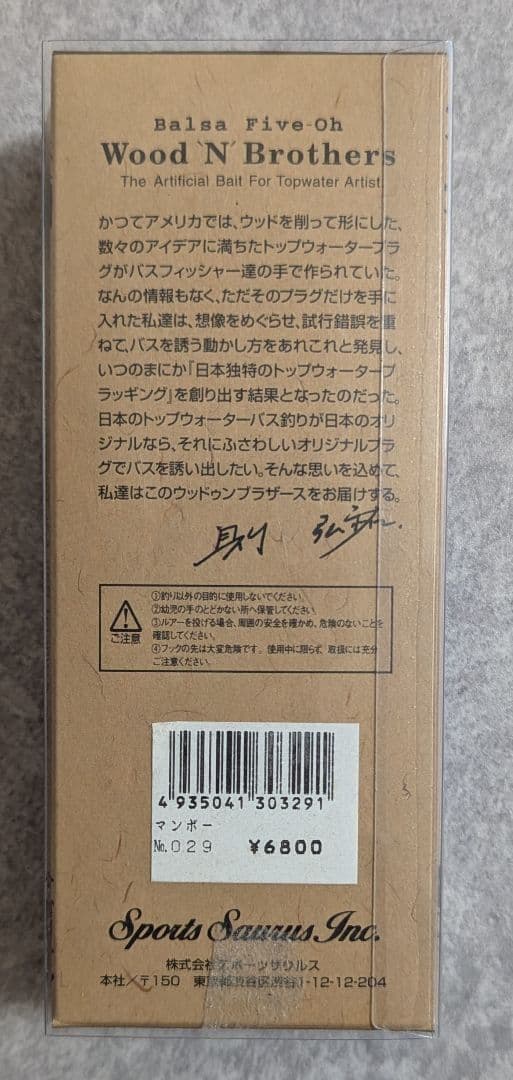 Balsa Five-Oh
Wood 'N' Brothers
The Artificial Bait For Topwater Artist.
かつてアメリカでは、ウッドを削って形にした、
数々のアイデアに満ちたトップウォータープラ
グがバスフィッシャー達の手で作られていた。
なんの情報もなく、ただそのプラグだけを手に
入れた私達は、想像をめぐらせ、試行錯誤を重
ねて、バスを誘う動かし方をあれこれと発見し、
いつのまにか『日本独特のトップウォータープ
ラッギング』を創り出す結果となったのだった。
日本のトップウォーターバス釣りが日本のオリ
ジナルなら、それにふさわしいオリジナルプラ
グでバスを誘い出したい。そんな思いを込めて、
私達はこのウッドゥンブラザースをお届けする。
ご注意
①釣り以外の目的に使用しないでください。
②幼児の手のとどかない所へ保管してください。
③ルアーを投げる場合、周囲の安全を確かめ、危険のないことを
確認してください。
④フックの先は大変危険です。使用中に限らず、取扱には充分
ご注意ください。
4 935041 303291
マンボー
№029 ¥6800
Sports Saurus Inc.
株式会社スポーツザウルス
本社／〒150 東京都渋谷区渋谷1-12-12-204